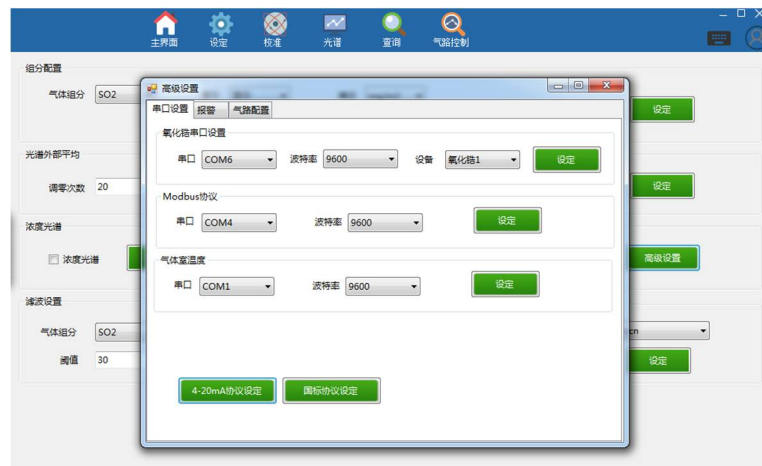 主界面 设定 校准 光谱 查询 气路控制
组分配置
气体组分 SO2
设定
光谱外部平均
调零次数 20
设定
浓度光谱
浓度光谱
高级设置
滤波设置
气体组分 SO2
cn
阈值 30
设定
高级设置
串口设置 报警 气路配置
氧化锆串口设置
串口 COM6 波特率 9600 设备 氧化锆1 设定
Modbus协议
串口 COM4 波特率 9600 设定
气体室温度
串口 COM1 波特率 9600 设定
4-20mA协议设定 国标协议设定